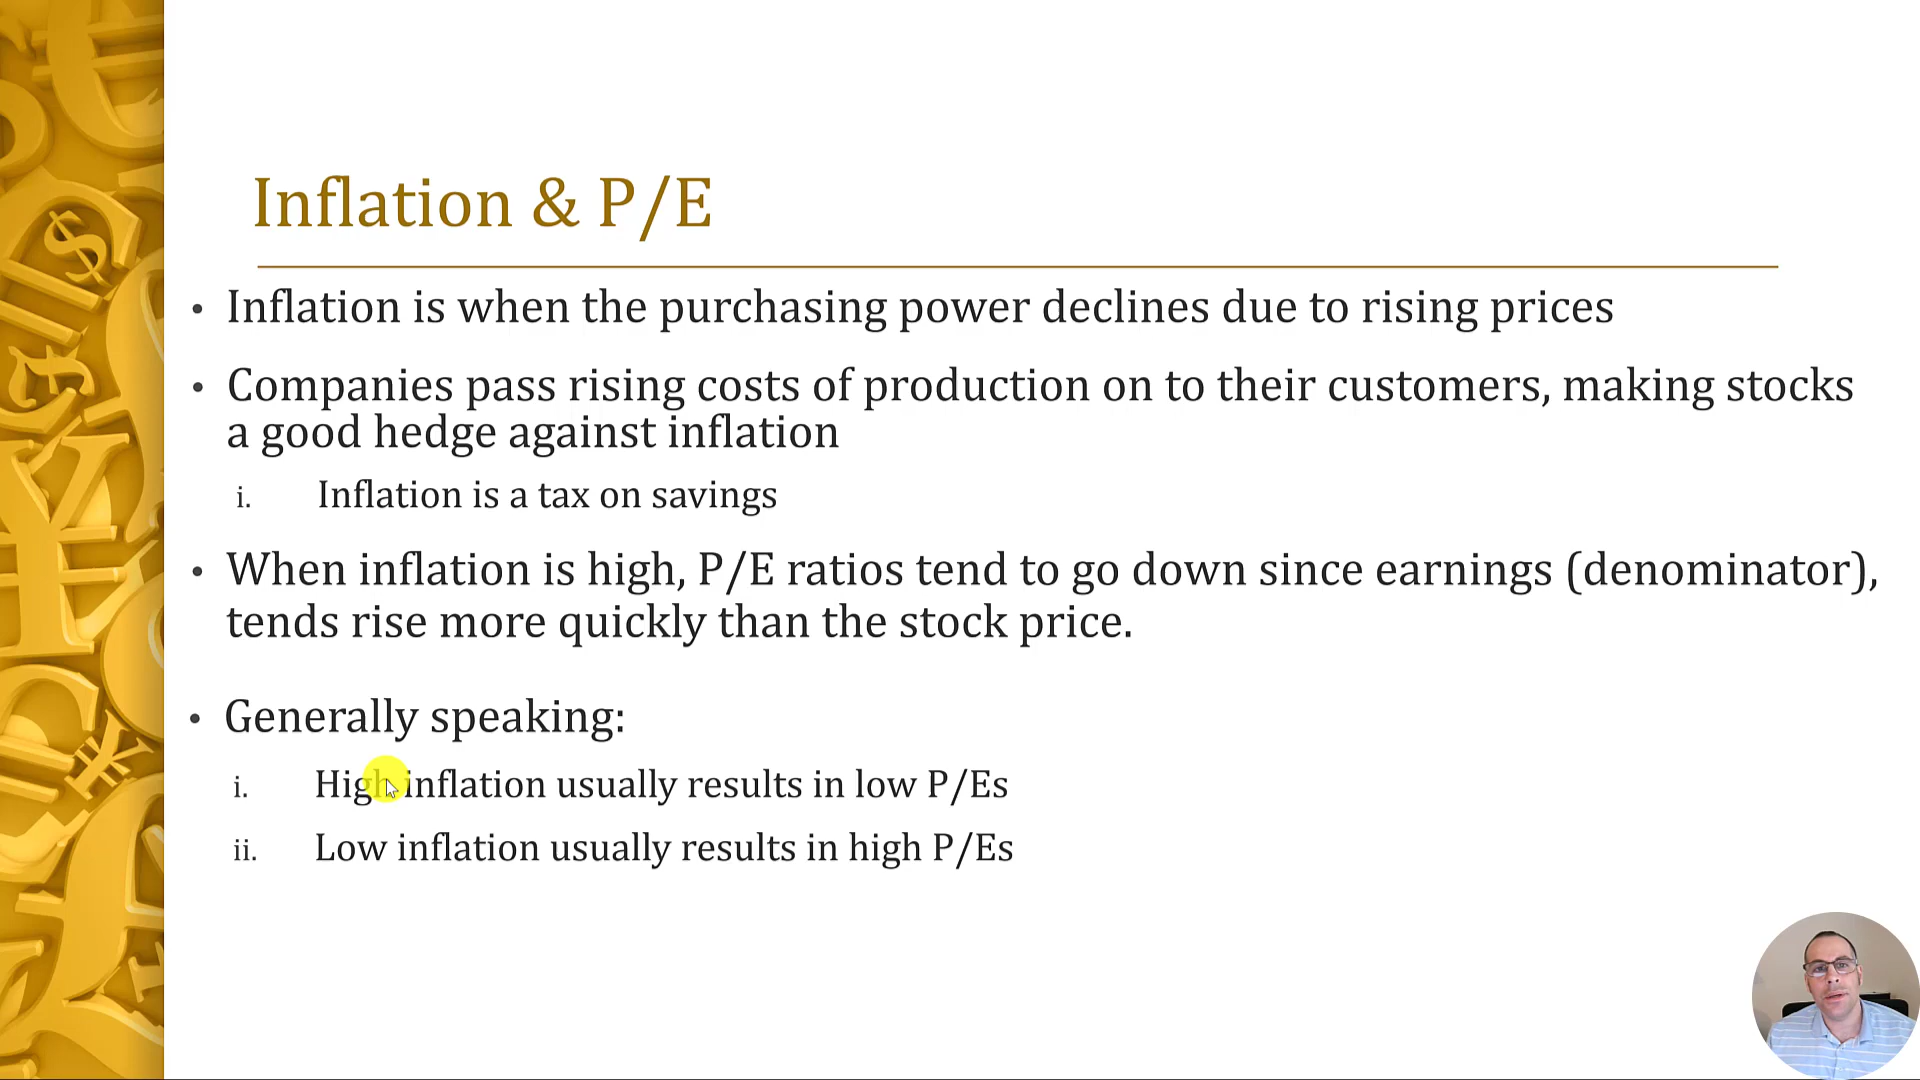 Inflation & P/E
• Inflation is when the purchasing power declines due to rising prices
• Companies pass rising costs of production on to their customers, making stocks
a good hedge against inflation
i. Inflation is a tax on savings
• When inflation is high, P/E ratios tend to go down since earnings (denominator),
tends rise more quickly than the stock price.
• Generally speaking:
i. High inflation usually results in low P/Es
ii. Low inflation usually results in high P/Es